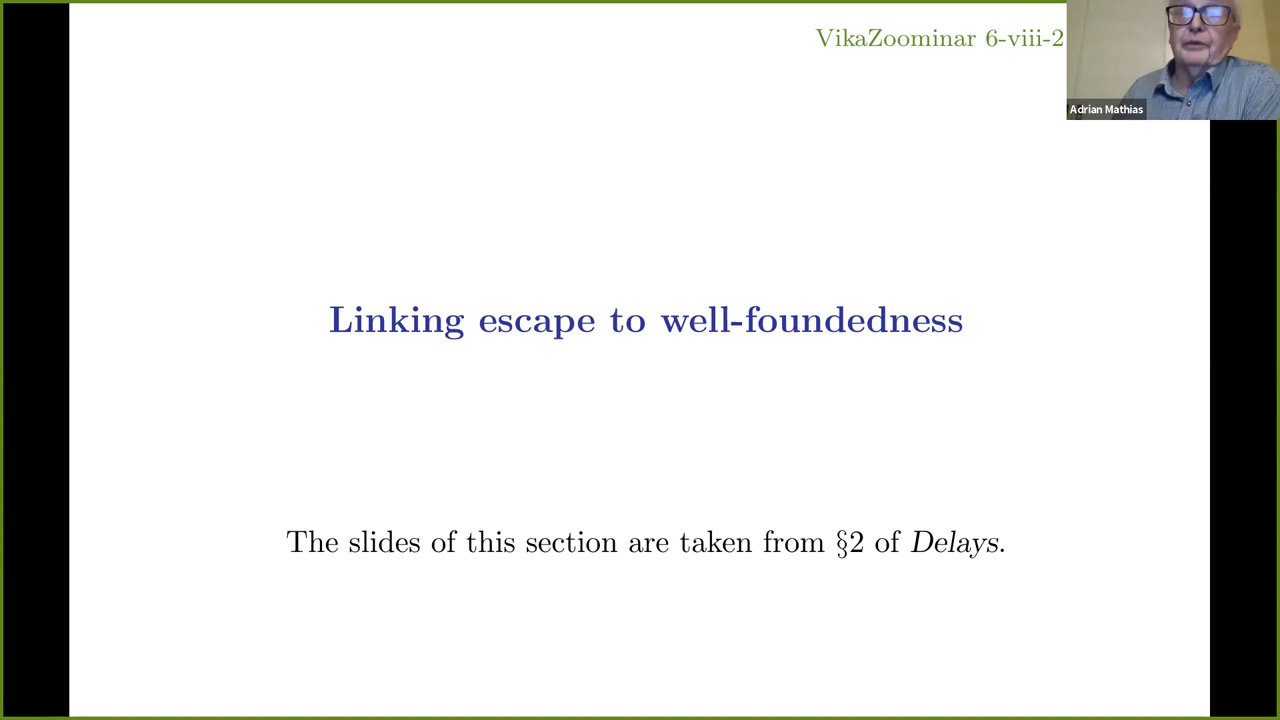 VikaZoominar 6-viii-2
Adrian Mathias
Linking escape to well-foundedness
The slides of this section are taken from §2 of Delays.